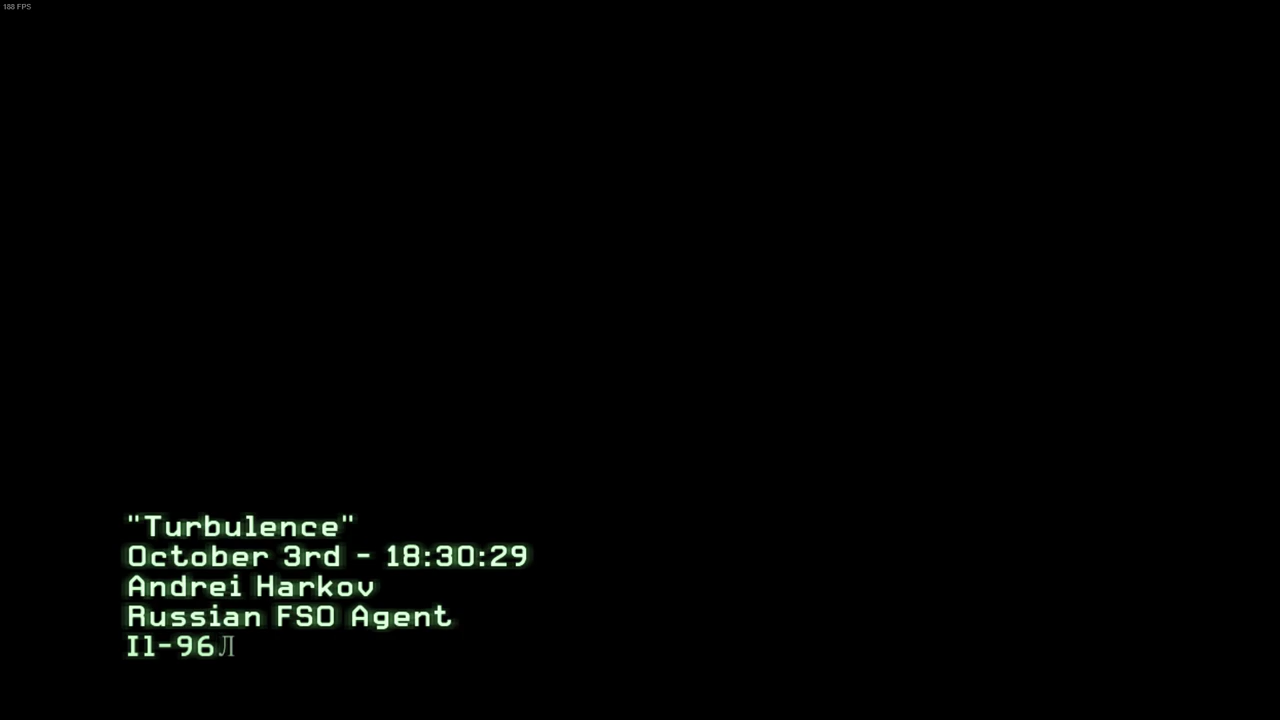 188 FPS
"Turbulence"
October 3rd - 18:30:29
Andrei Harkov
Russian FSO Agent
Il-96Л